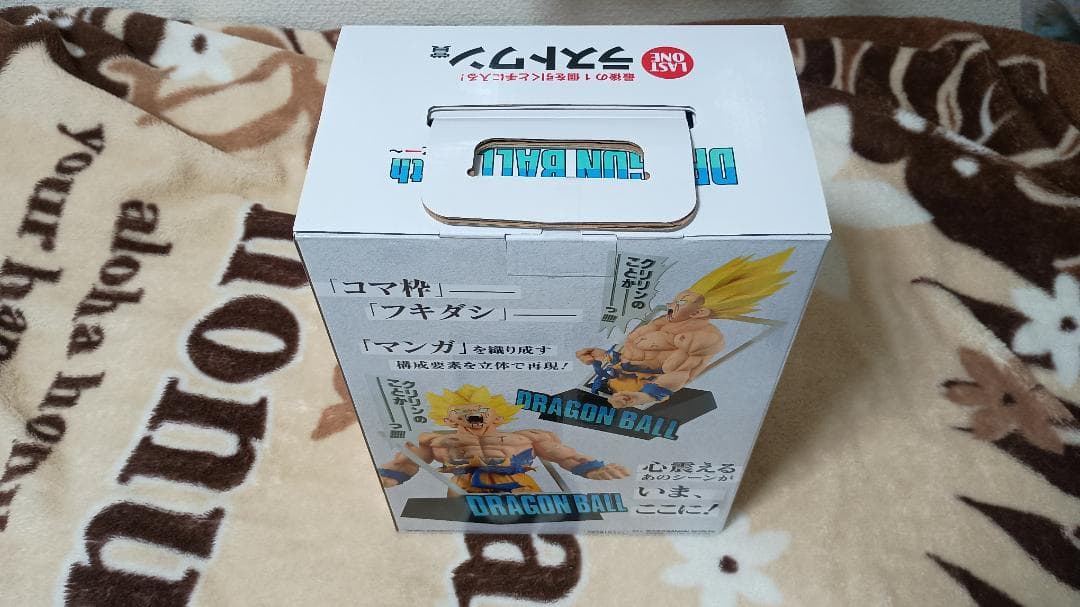 LAST
ONE
ラストワン賞
最後の1個を引くと手に入る!
DRAGON BALL
th
「コマ枠」――
「フキダシ」――
「マンガ」を織り成す
構成要素を立体で再現!
クリリンの
ことか――っ!!!!!
DRAGON BALL
クリリンの
ことか――っ!!!!!
DRAGON BALL
心震える
あのシーンが
いま、
ここに!
your
aloha
honu